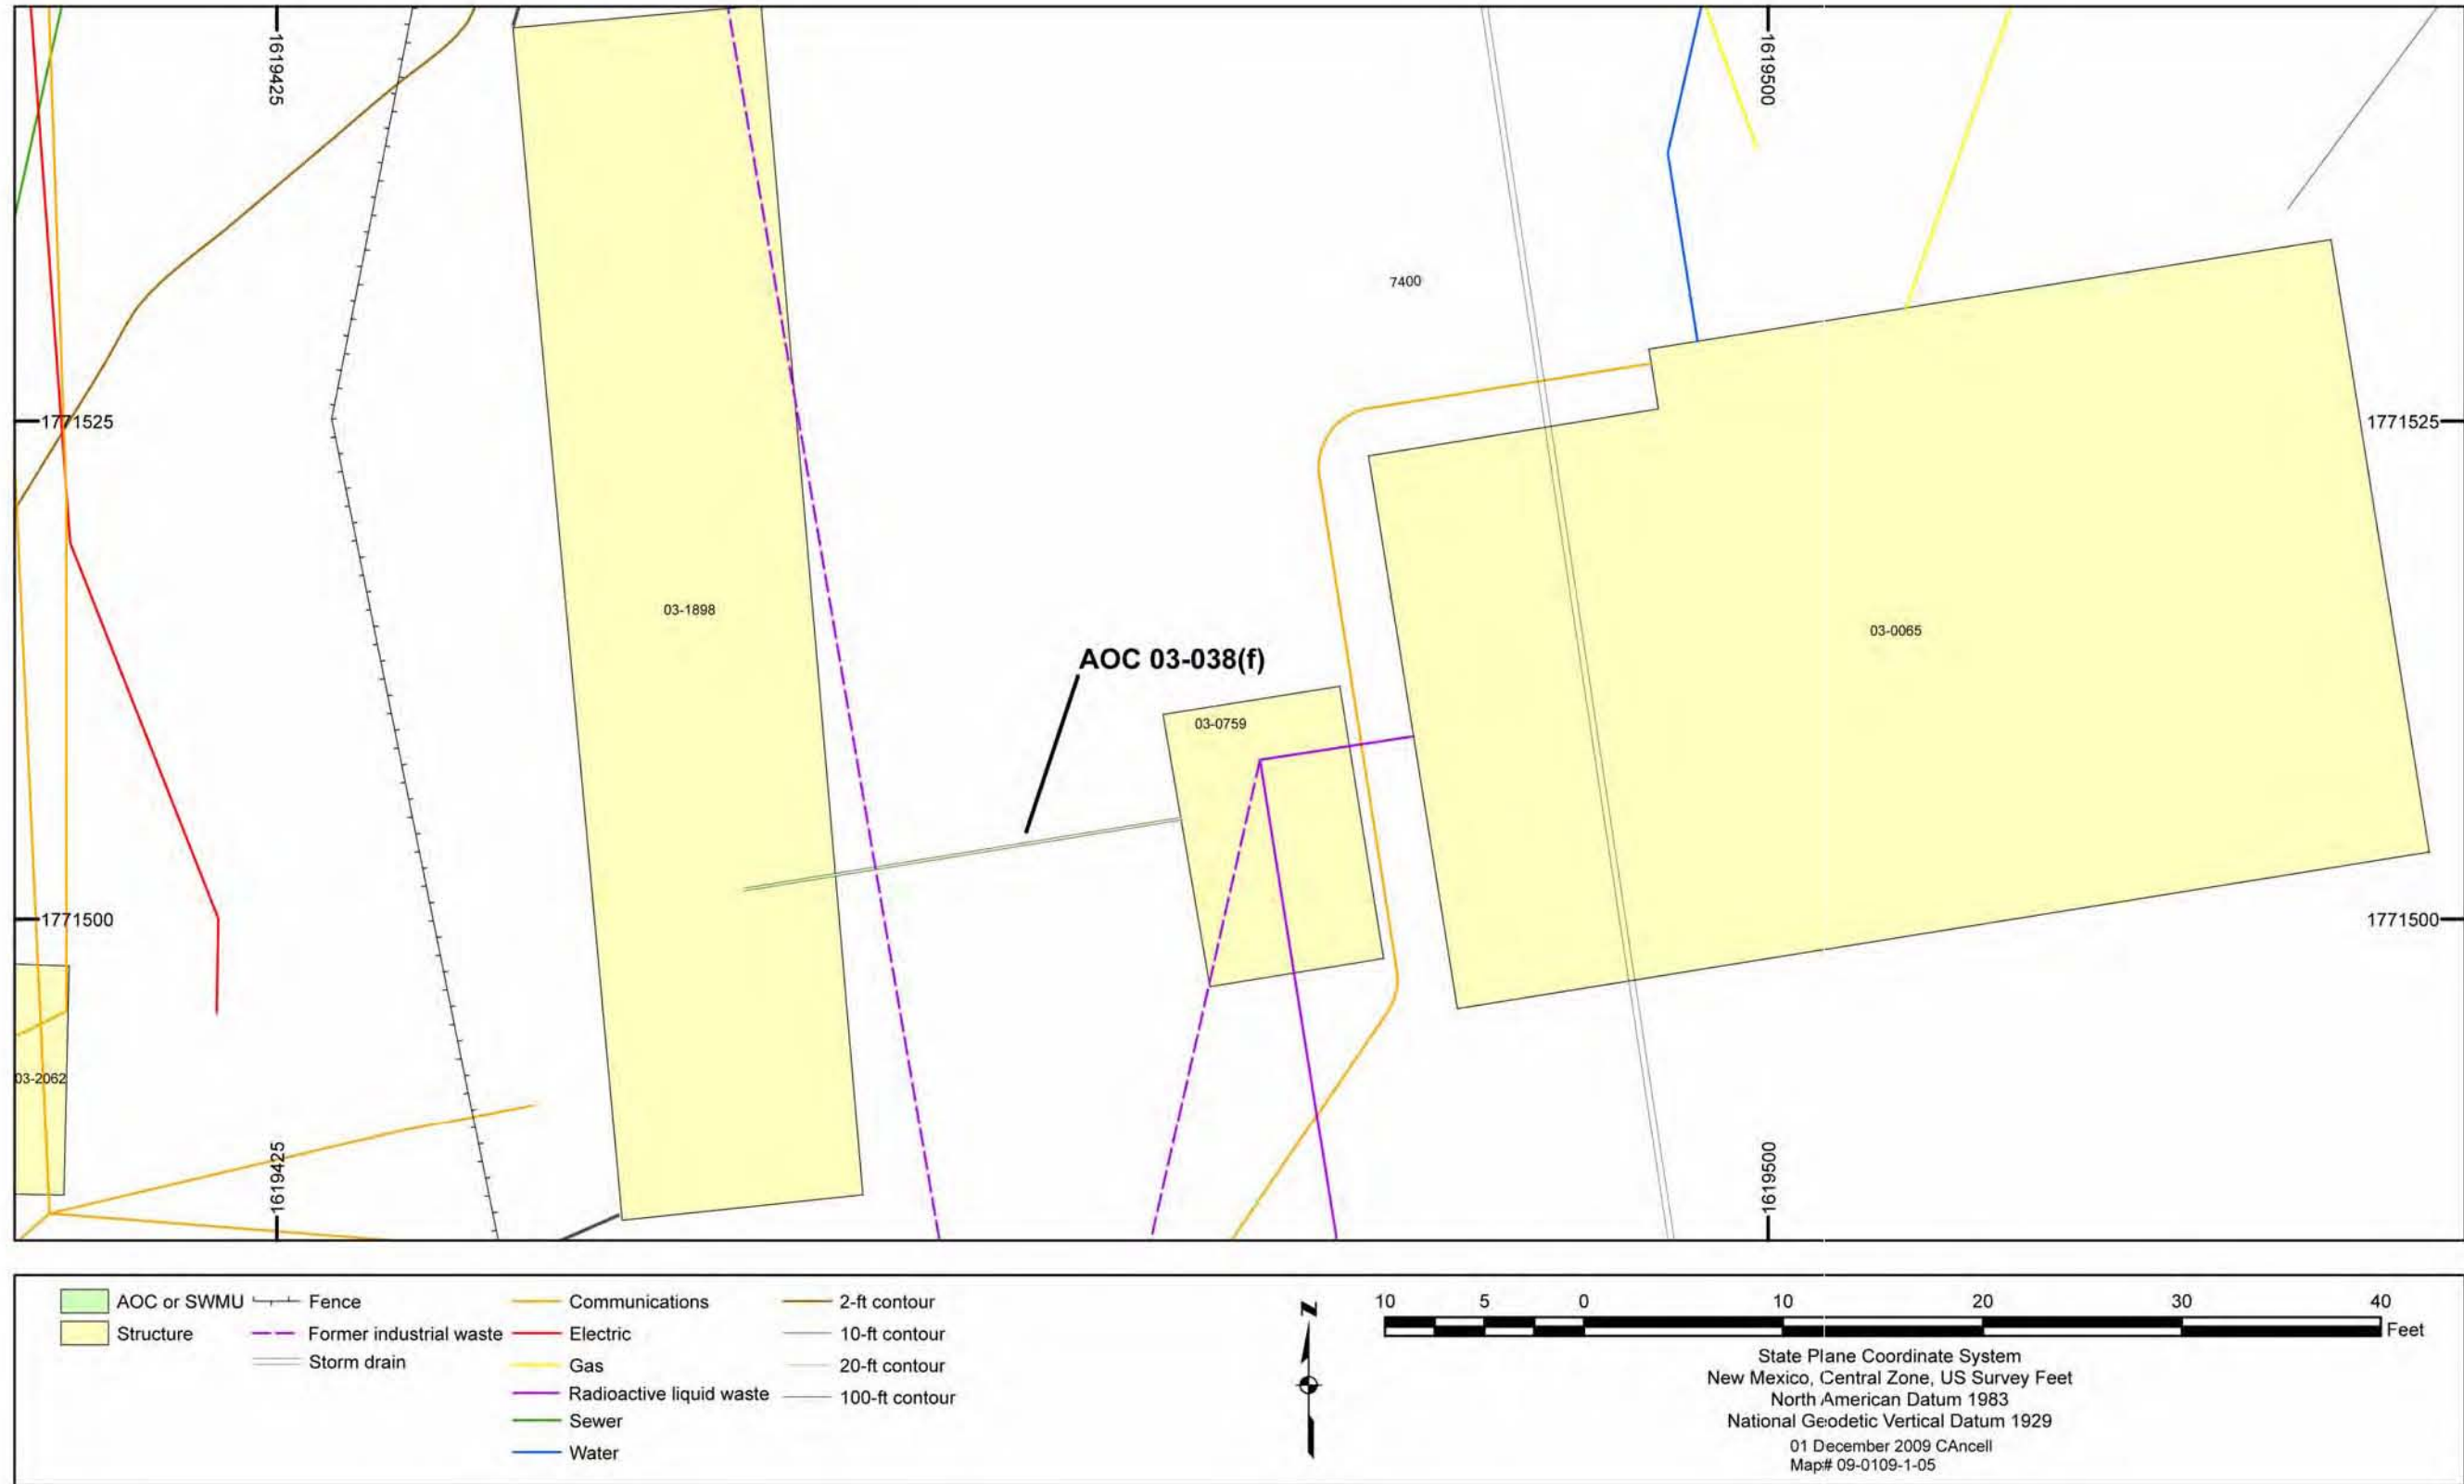 1619425
1619500
7400
1771525
1771525
03-1898
03-0065
AOC 03-038(f)
03-0759
1771500
1771500
03-2062
1619425
1619500
AOC or SWMU
Structure
Fence
Former industrial waste
Storm drain
Communications
Electric
Gas
Radioactive liquid waste
Sewer
Water
2-ft contour
10-ft contour
20-ft contour
100-ft contour
N
10 5 0 10 20 30 40
Feet
State Plane Coordinate System
New Mexico, Central Zone, US Survey Feet
North American Datum 1983
National Geodetic Vertical Datum 1929
01 December 2009 CAncell
Map# 09-0109-1-05